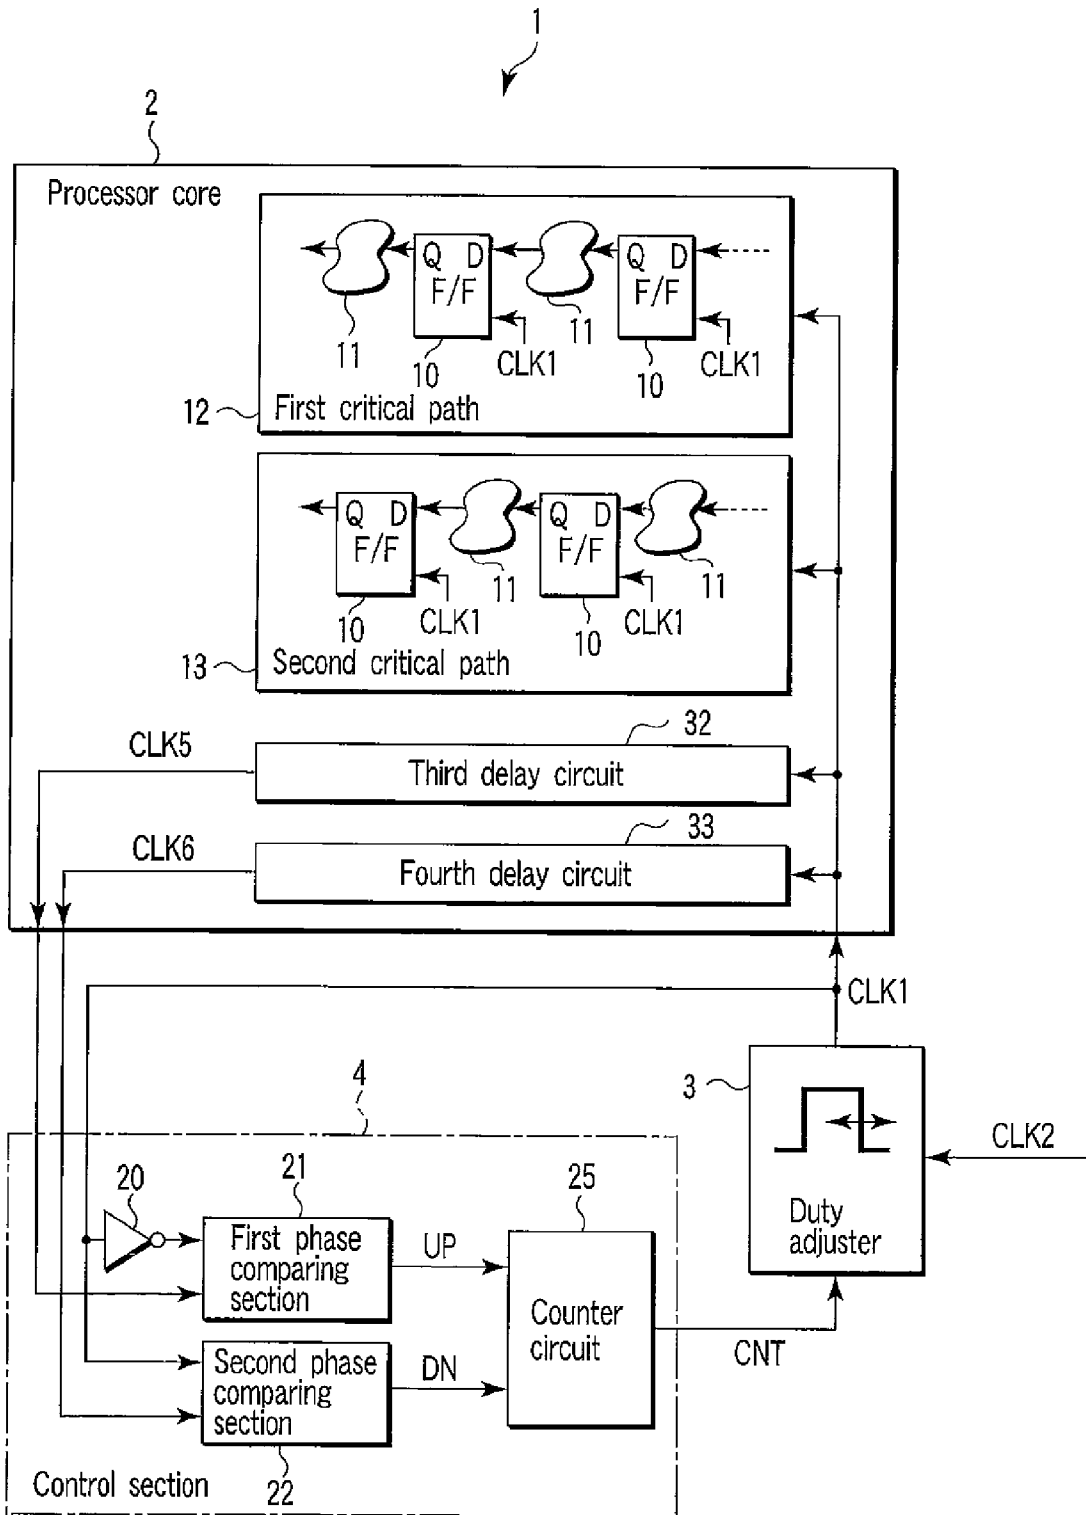 1
2
Processor core
Q D
F/F
Q D
F/F
11
11
10
CLK1
10
CLK1
12
First critical path
Q D
F/F
Q D
F/F
11
11
10
CLK1
10
CLK1
13
Second critical path
32
CLK5
Third delay circuit
33
CLK6
Fourth delay circuit
CLK1
4
3
CLK2
Duty
adjuster
20
21
25
First phase
comparing
section
UP
Counter
circuit
CNT
Second phase
comparing
section
DN
22
Control section